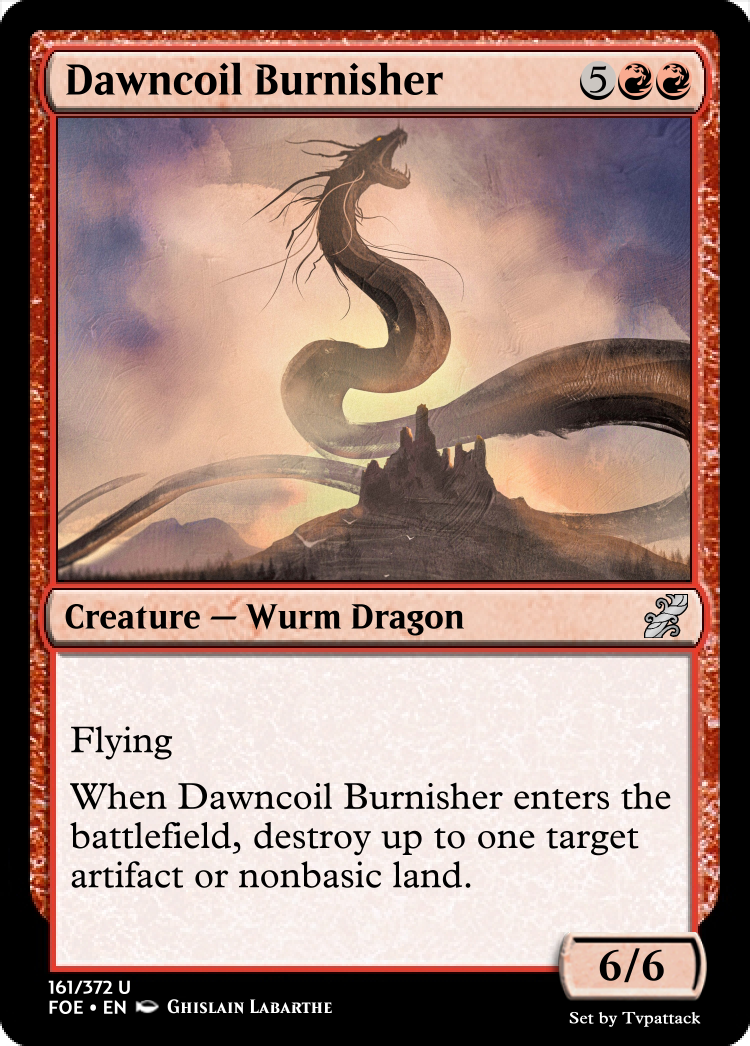 Dawncoil Burnisher 5
Creature — Wurm Dragon
Flying
When Dawncoil Burnisher enters the
battlefield, destroy up to one target
artifact or nonbasic land.
6/6
161/372 U
FOE • EN Ghislain Labarthe
Set by Tvpattack